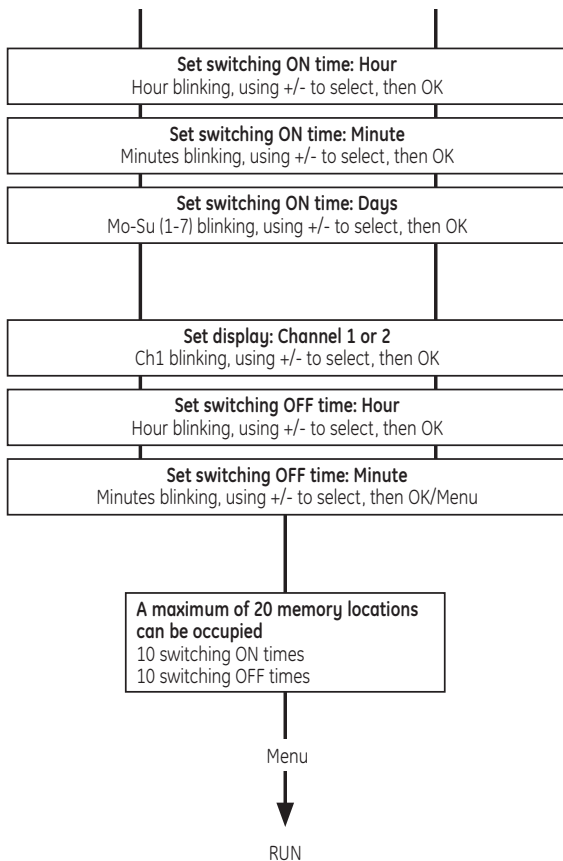 Set switching ON time: Hour
Hour blinking, using +/- to select, then OK
Set switching ON time: Minute
Minutes blinking, using +/- to select, then OK
Set switching ON time: Days
Mo-Su (1-7) blinking, using +/- to select, then OK
Set display: Channel 1 or 2
Ch1 blinking, using +/- to select, then OK
Set switching OFF time: Hour
Hour blinking, using +/- to select, then OK
Set switching OFF time: Minute
Minutes blinking, using +/- to select, then OK/Menu
A maximum of 20 memory locations
can be occupied
10 switching ON times
10 switching OFF times
Menu
RUN